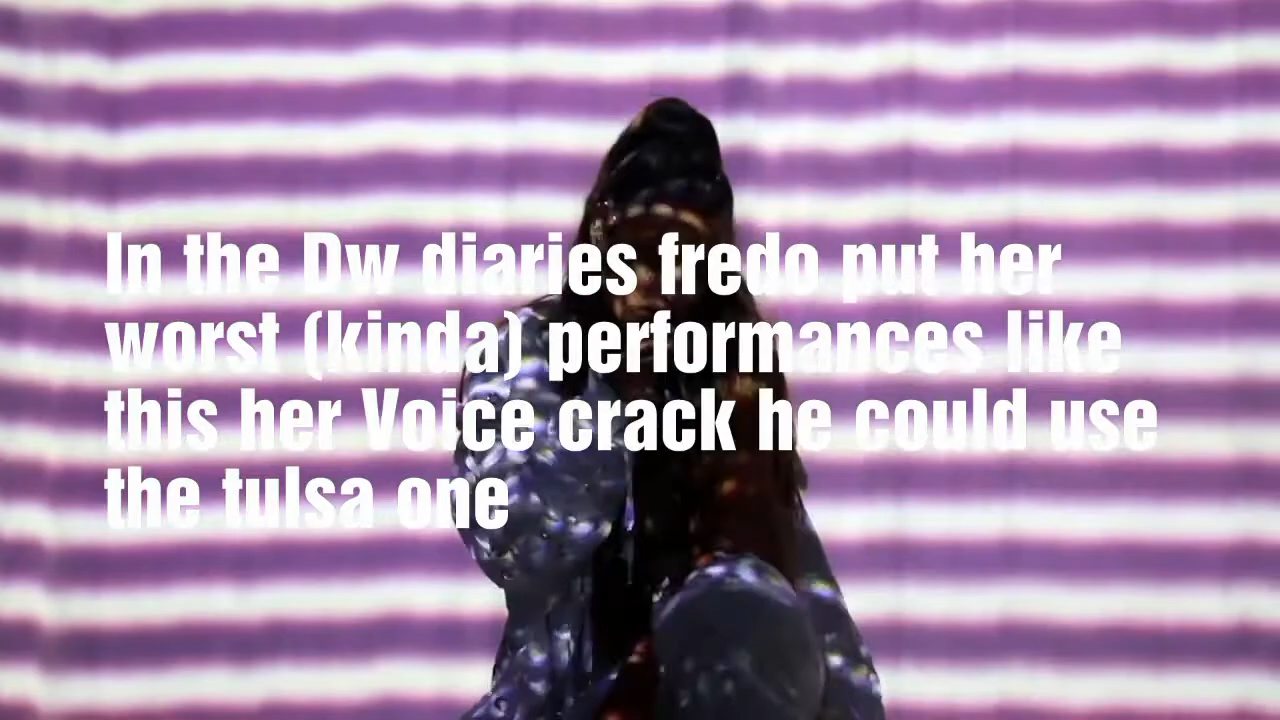 In the Dw diaries fredo put her
worst (kinda) performances like
this her Voice crack he could use
the tulsa one